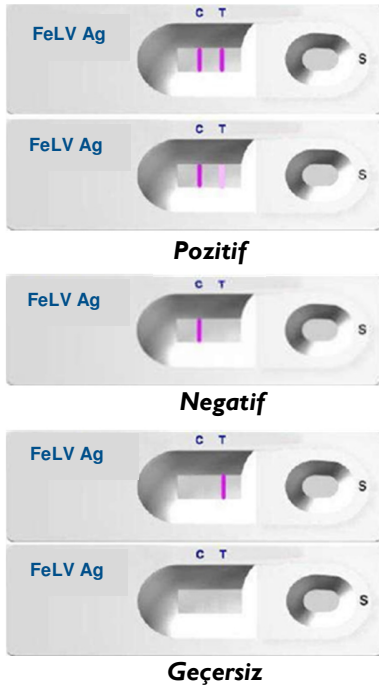 C T
FeLV Ag
S
C T
FeLV Ag
S
Pozitif
C T
FeLV Ag
S
Negatif
C T
FeLV Ag
S
C T
FeLV Ag
S
Geçersiz